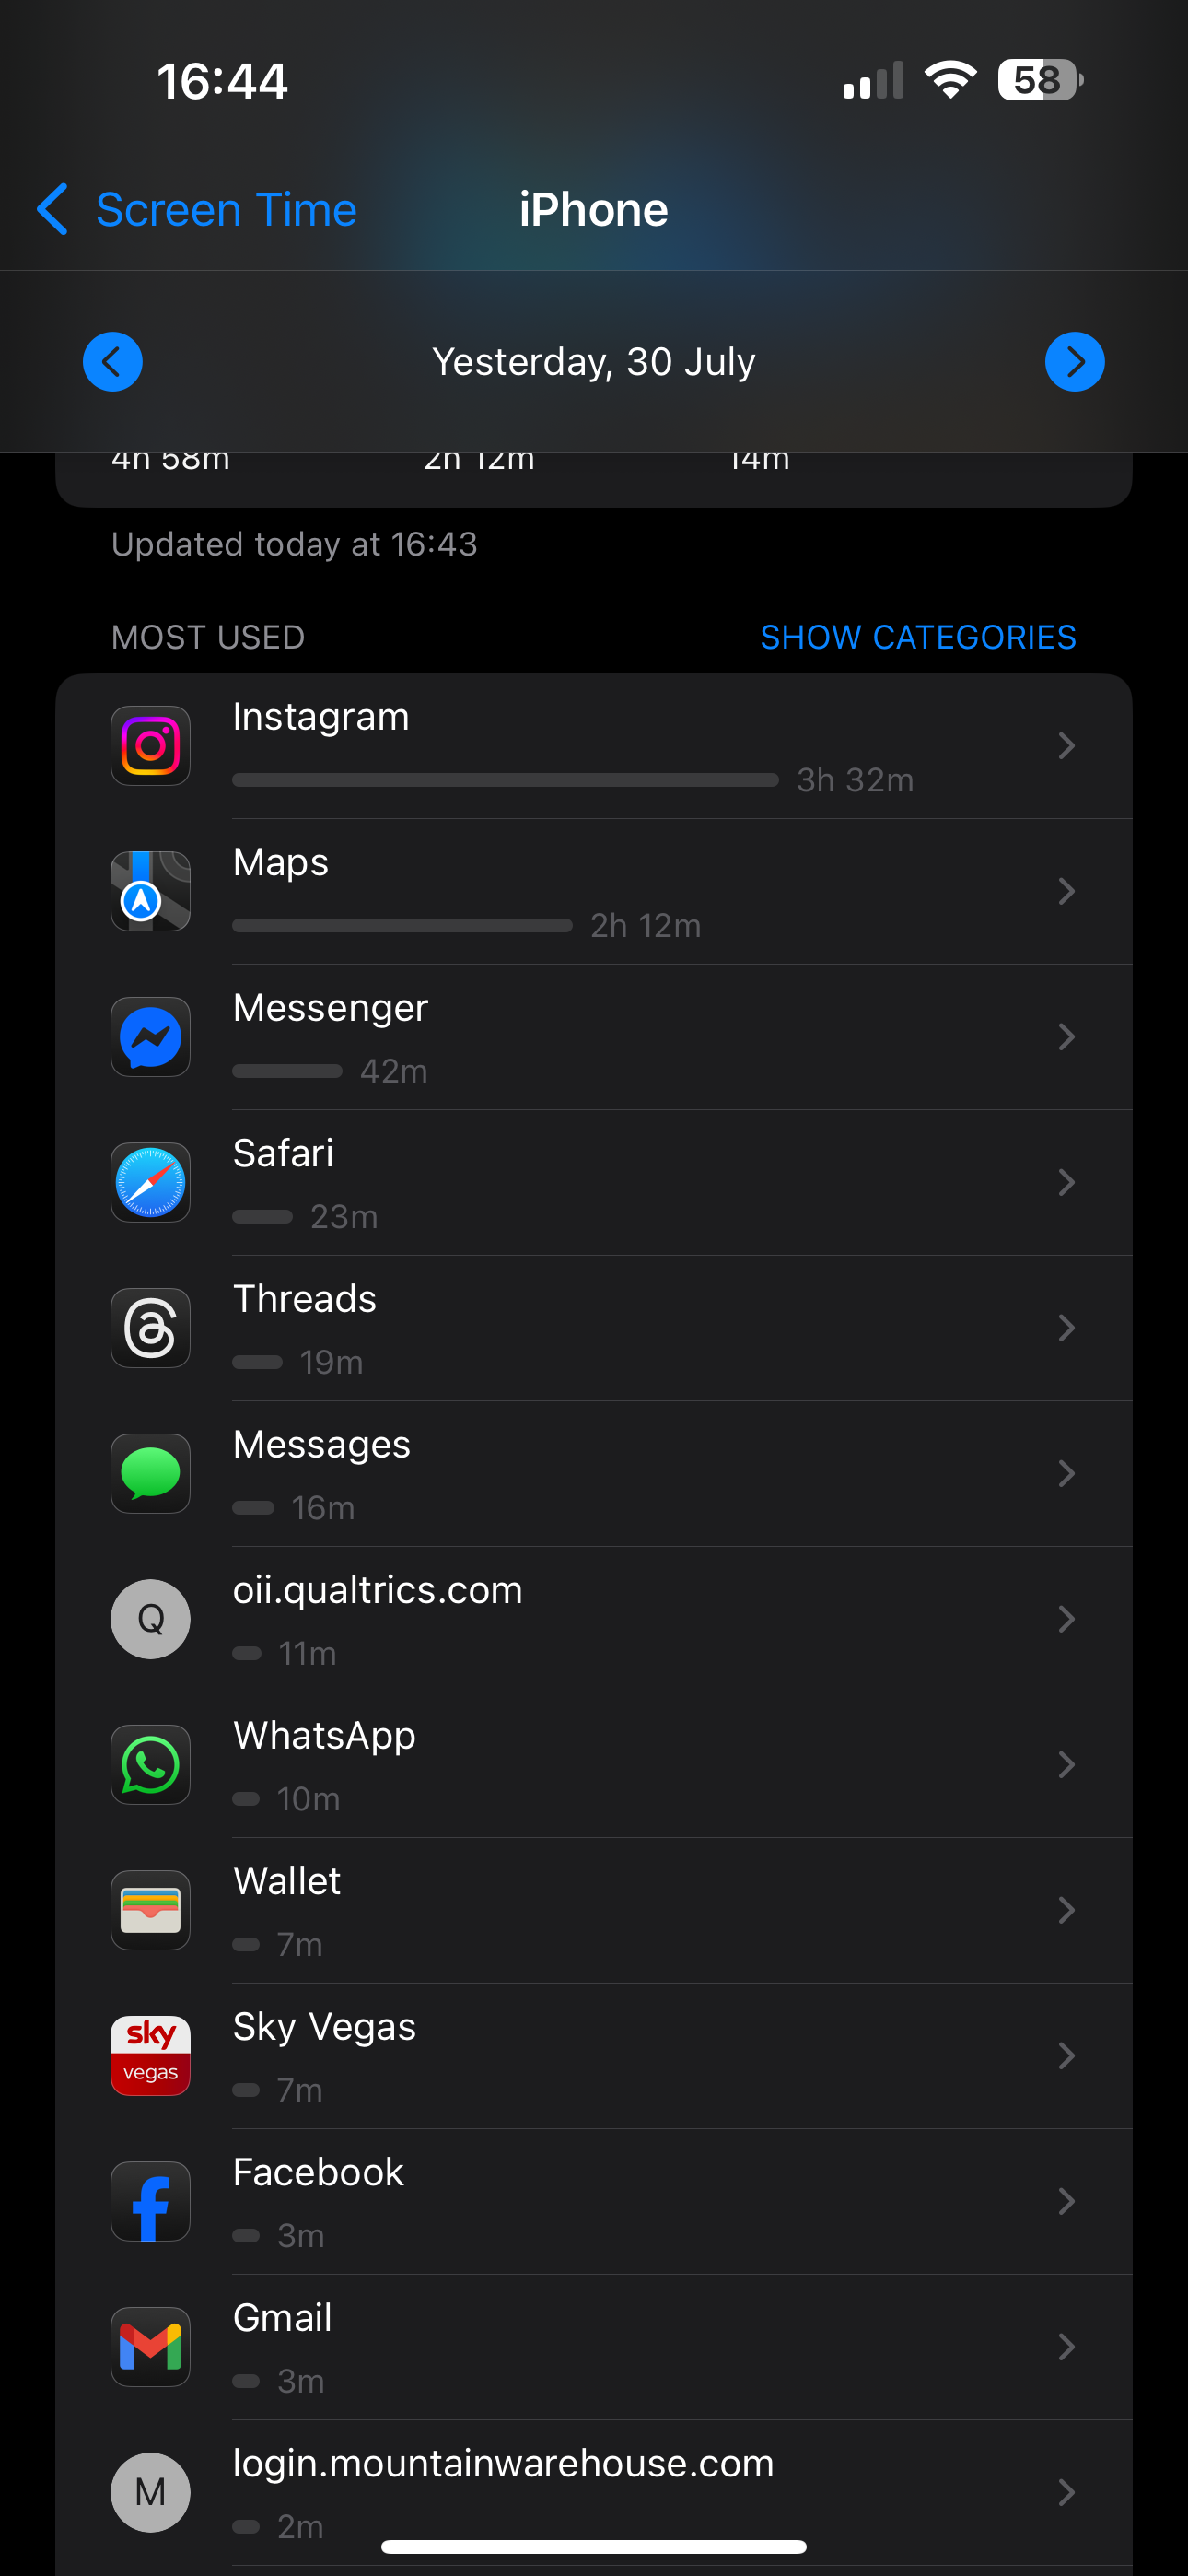 16:44
58
Screen Time
iPhone
Yesterday, 30 July
4h 58m 2h 12m 14m
Updated today at 16:43
MOST USED
SHOW CATEGORIES
Instagram
3h 32m
Maps
2h 12m
Messenger
42m
Safari
23m
Threads
19m
Messages
16m
Q
oii.qualtrics.com
11m
WhatsApp
10m
Wallet
7m
sky
vegas
Sky Vegas
7m
Facebook
3m
Gmail
3m
M
login.mountainwarehouse.com
2m